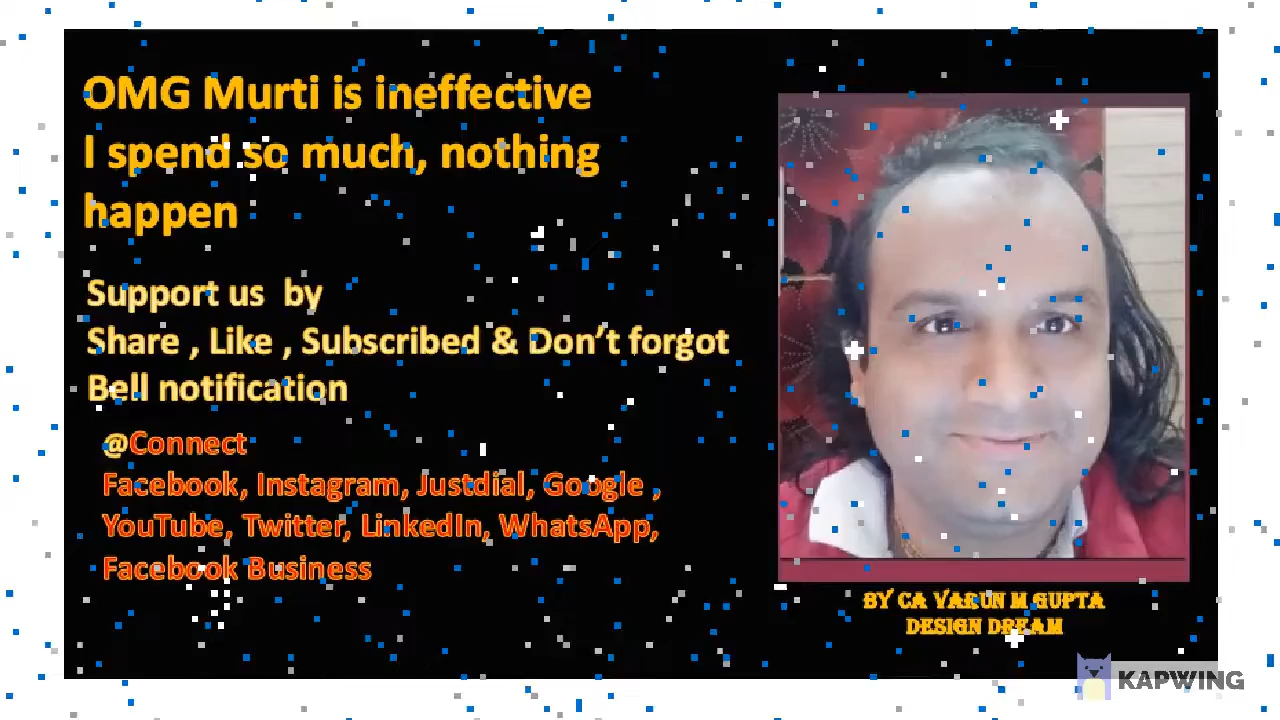 OMG Murti is ineffective
I spend so much, nothing
happen
Support us by
Share , Like , Subscribed & Don’t forgot
Bell notification
@Connect
Facebook, Instagram, Justdial, Google ,
YouTube, Twitter, LinkedIn, WhatsApp,
Facebook Business
BY CA VARUN M GUPTA
DESIGN DREAM
KAPWING